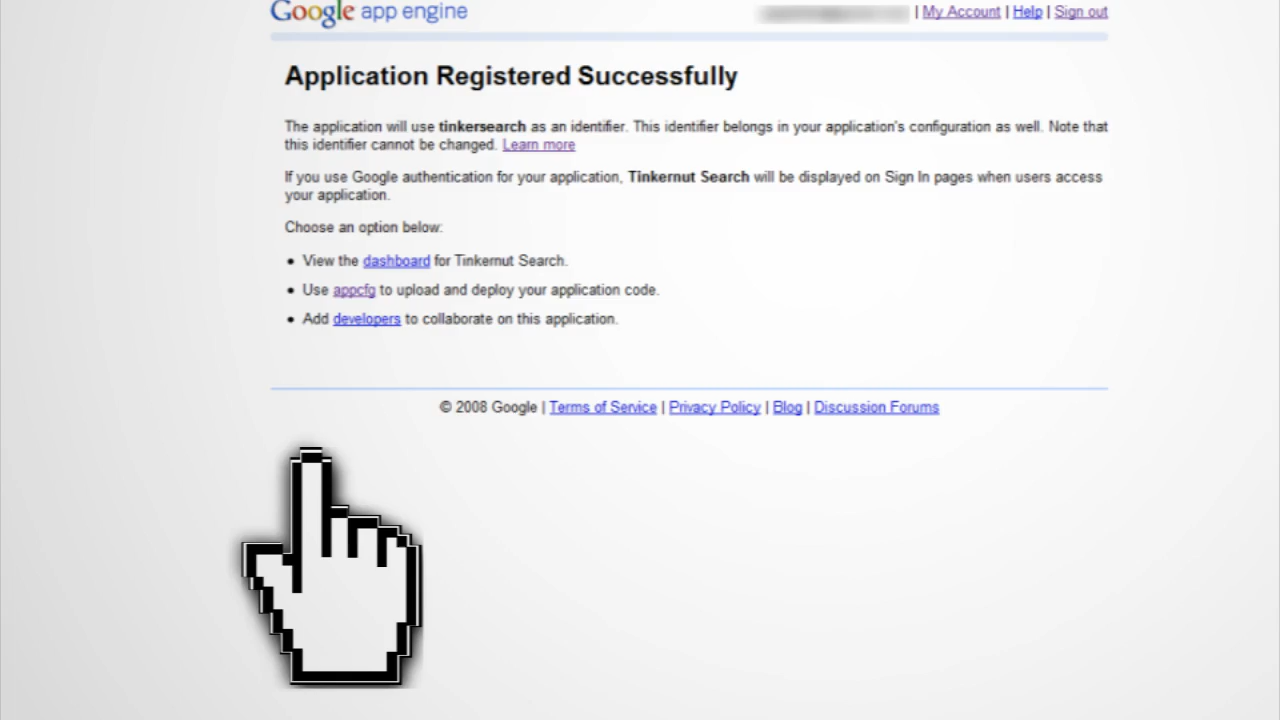 Google app engine | My Account | Help | Sign out
Application Registered Successfully
The application will use tinkersearch as an identifier. This identifier belongs in your application's configuration as well. Note that
this identifier cannot be changed. Learn more
If you use Google authentication for your application, Tinkernut Search will be displayed on Sign In pages when users access
your application.
Choose an option below:
• View the dashboard for Tinkernut Search.
• Use appcfg to upload and deploy your application code.
• Add developers to collaborate on this application.
© 2008 Google | Terms of Service | Privacy Policy | Blog | Discussion Forums